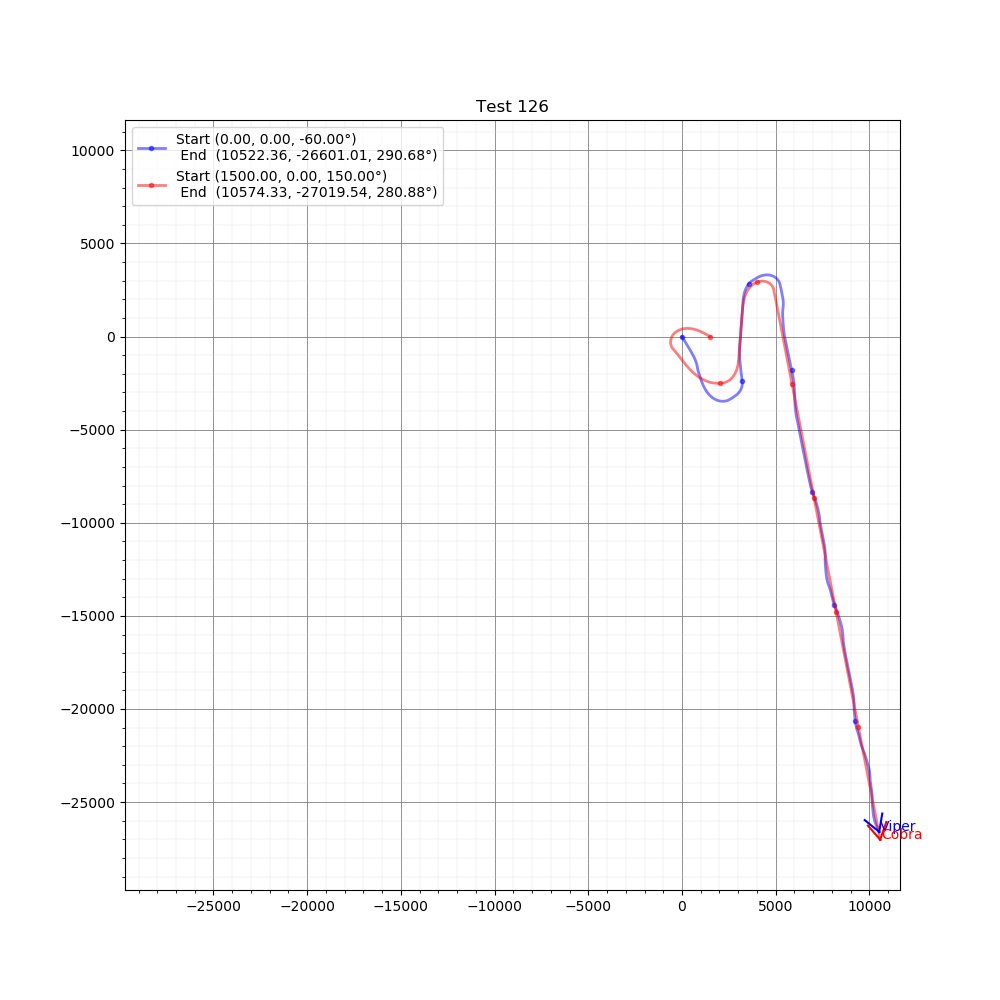 Test 126
Start (0.00, 0.00, -60.00°)
End  (10522.36, -26601.01, 290.68°)
Start (1500.00, 0.00, 150.00°)
End  (10574.33, -27019.54, 280.88°)
10000
5000
0
−5000
−10000
−15000
−20000
−25000
Viper
Cobra
−25000 −20000 −15000 −10000 −5000 0 5000 10000